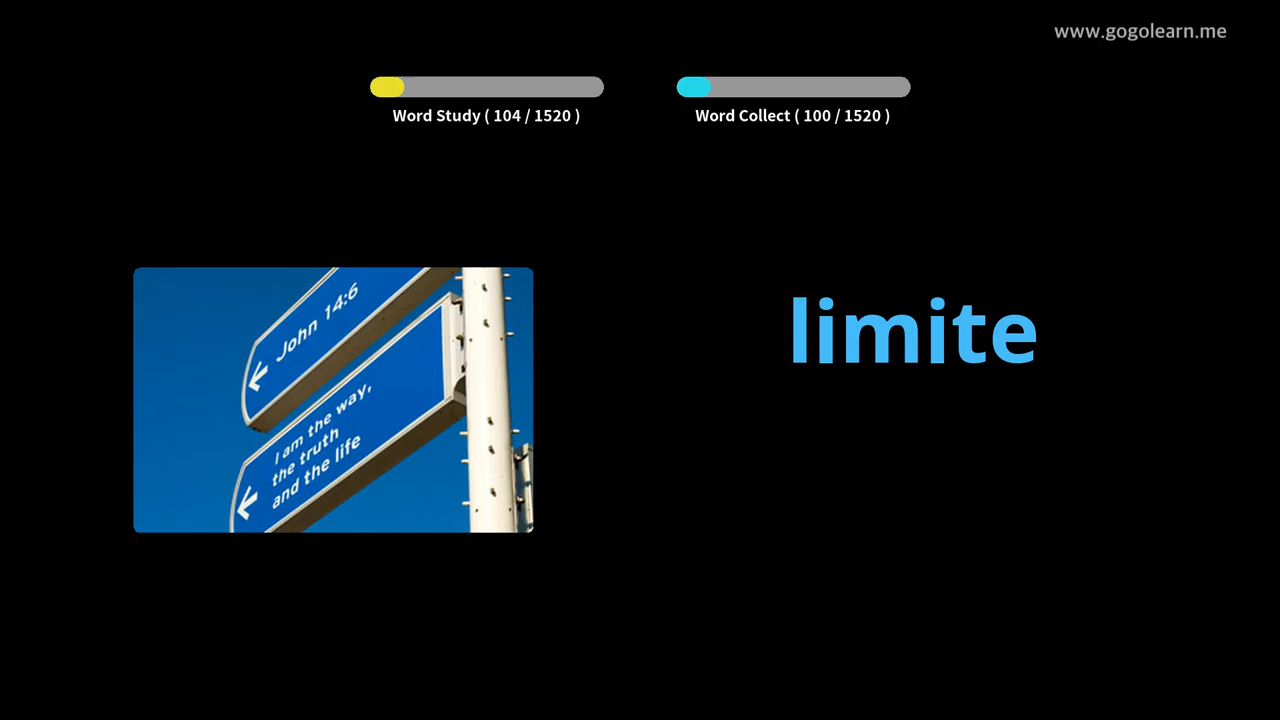 www.gogolearn.me
Word Study ( 104 / 1520 )
Word Collect ( 100 / 1520 )
John 14:6
I am the way,
the truth
and the life
limite